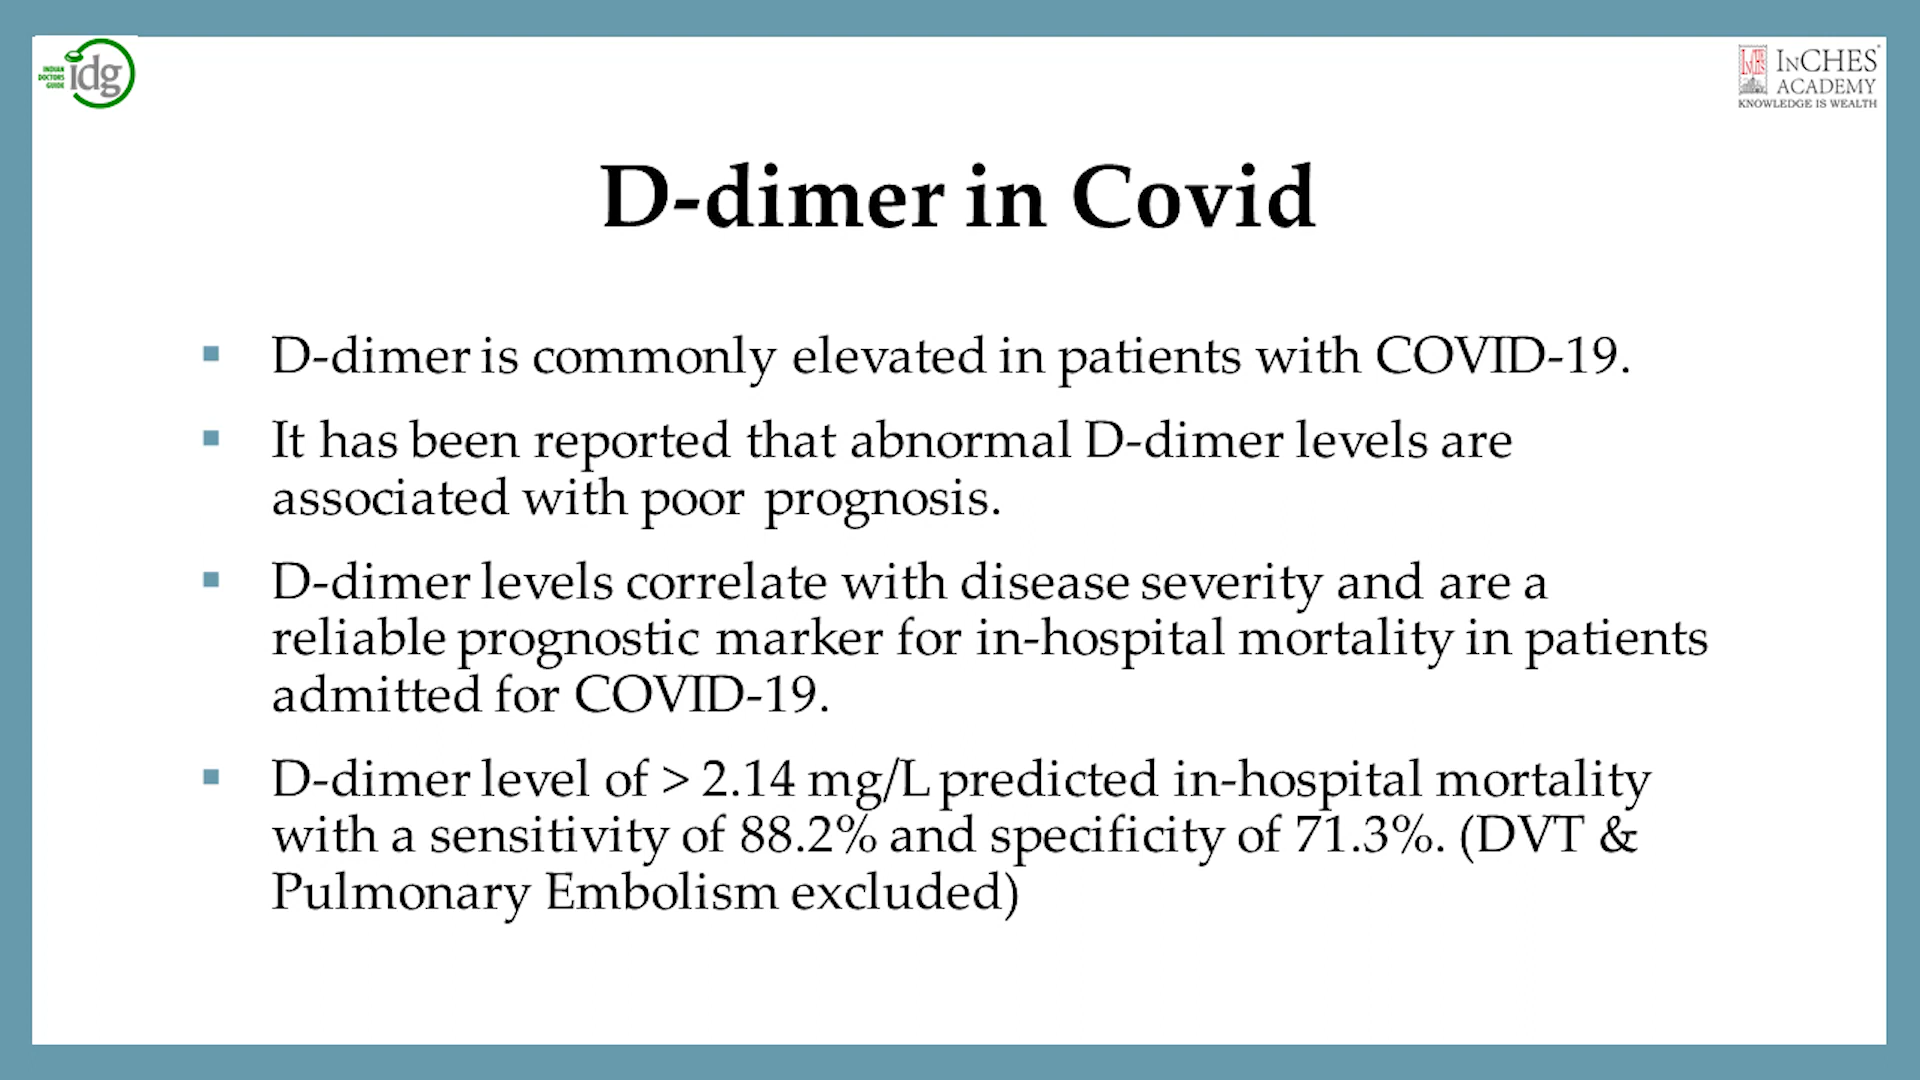 INDIAN
DOCTORS
GUIDE
idg
INCHES
ACADEMY
KNOWLEDGE IS WEALTH
D-dimer in Covid
▪ D-dimer is commonly elevated in patients with COVID-19.
▪ It has been reported that abnormal D-dimer levels are
associated with poor prognosis.
▪ D-dimer levels correlate with disease severity and are a
reliable prognostic marker for in-hospital mortality in patients
admitted for COVID-19.
▪ D-dimer level of > 2.14 mg/L predicted in-hospital mortality
with a sensitivity of 88.2% and specificity of 71.3%. (DVT &
Pulmonary Embolism excluded)